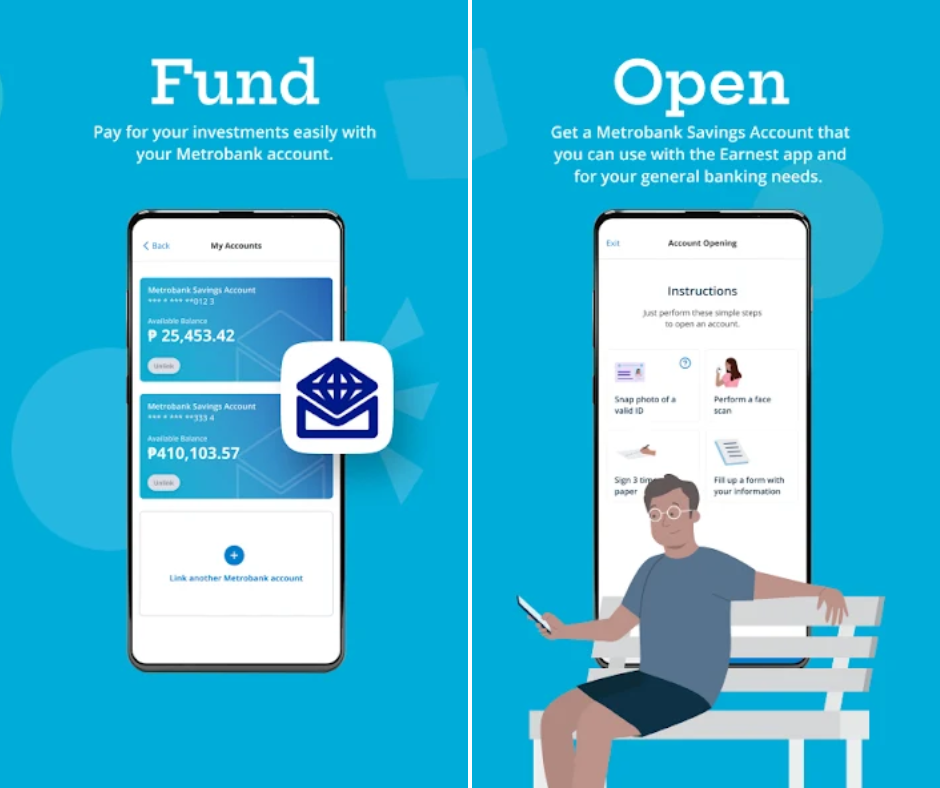 Fund
Pay for your investments easily with
your Metrobank account.
Back
My Accounts
Metrobank Savings Account
*** * *** **012 3
Available Balance
₱ 25,453.42
Unlink
Metrobank Savings Account
*** * *** **333 4
Available Balance
₱410,103.57
Unlink
+
Link another Metrobank account
Open
Get a Metrobank Savings Account that
you can use with the Earnest app and
for your general banking needs.
Exit
Account Opening
Instructions
Just perform these simple steps
to open an account.
?
Snap photo of a
valid ID
Perform a face
scan
Sign 3
paper
Fill up a form with
your information